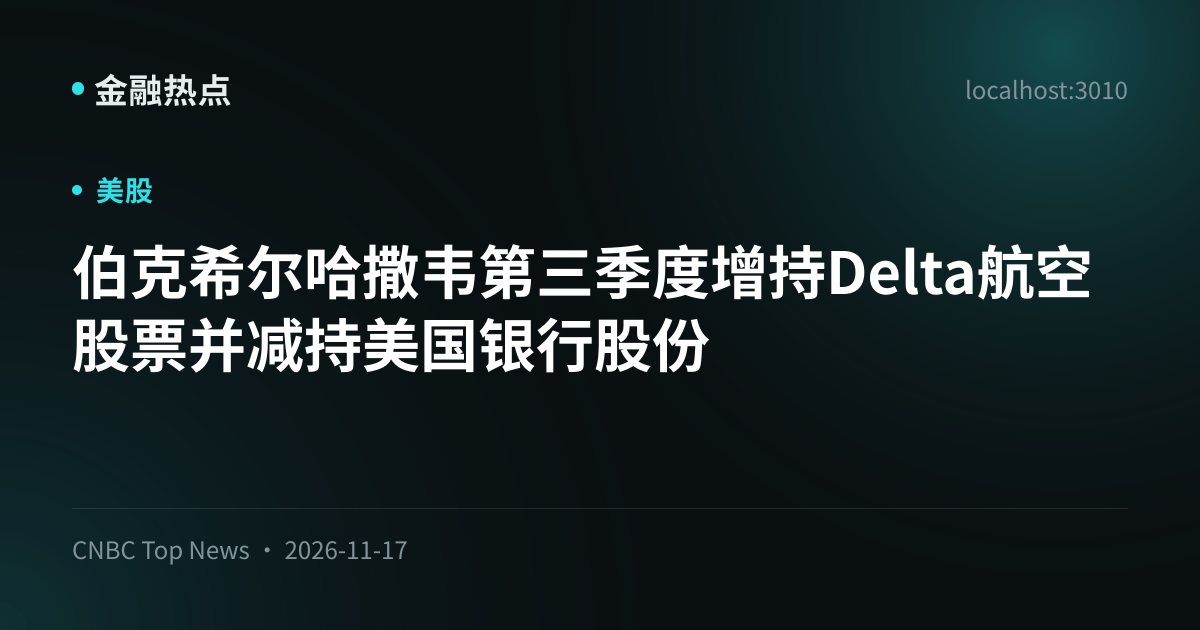 金融热点
localhost:3010
美股
伯克希尔哈撒韦第三季度增持Delta航空
股票并减持美国银行股份
CNBC Top News • 2026-11-17